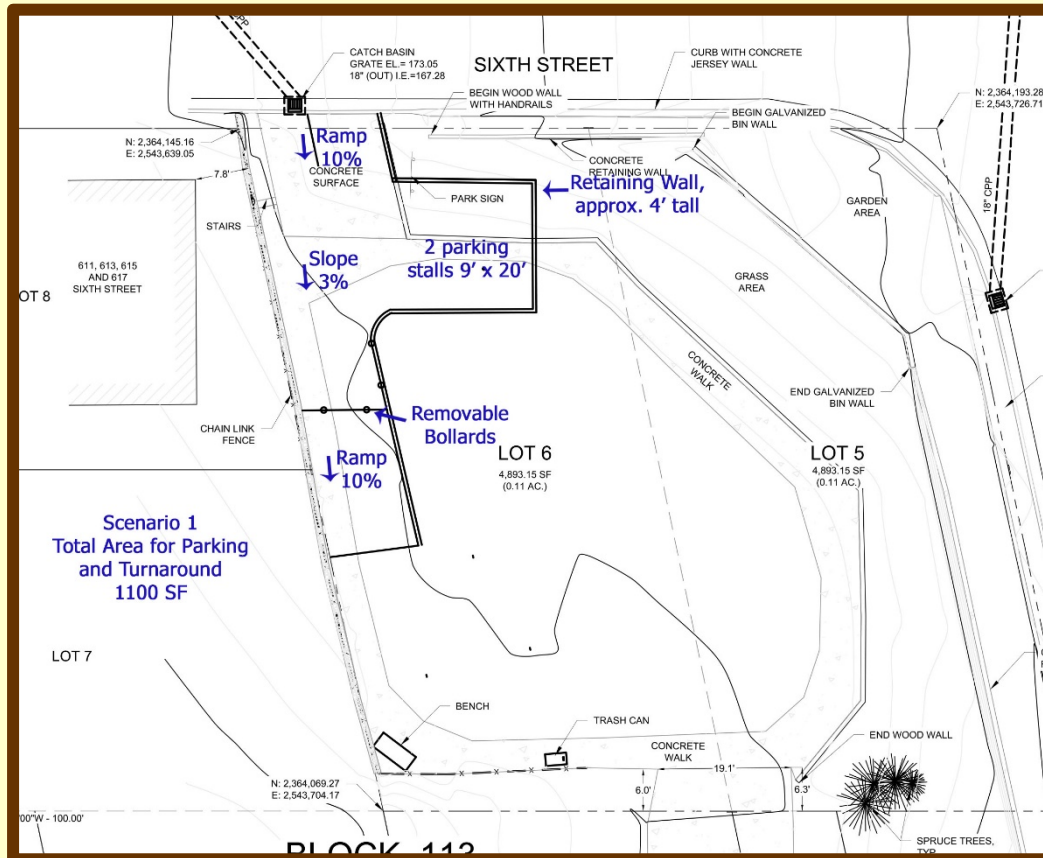 CPP
CATCH BASIN
GRATE EL.= 173.05
18" (OUT) I.E.=167.28
SIXTH STREET
CURB WITH CONCRETE
JERSEY WALL
BEGIN WOOD WALL
WITH HANDRAILS
BEGIN GALVANIZED
BIN WALL
N: 2,364,193.28
E: 2,543,726.71
N: 2,364,145.16
E: 2,543,639.05
Ramp
10%
CONCRETE
SURFACE
CONCRETE
RETAINING WALL
Retaining Wall,
approx. 4' tall
7.8'
PARK SIGN
18" CPP
GARDEN
AREA
STAIRS
2 parking
stalls 9' x 20'
Slope
3%
611, 613, 615
AND 617
SIXTH STREET
OT 8
GRASS
AREA
CONCRETE
WALK
END GALVANIZED
BIN WALL
CHAIN LINK
FENCE
Removable
Bollards
LOT 6
4,893.15 SF
(0.11 AC.)
LOT 5
4,893.15 SF
(0.11 AC.)
Ramp
10%
Scenario 1
Total Area for Parking
and Turnaround
1100 SF
LOT 7
BENCH
TRASH CAN
CONCRETE
WALK
END WOOD WALL
19.1'
6.0'
6.3'
N: 2,364,069.27
E: 2,543,704.17
00"W - 100.00'
SPRUCE TREES,
TYP
BLOCK 113